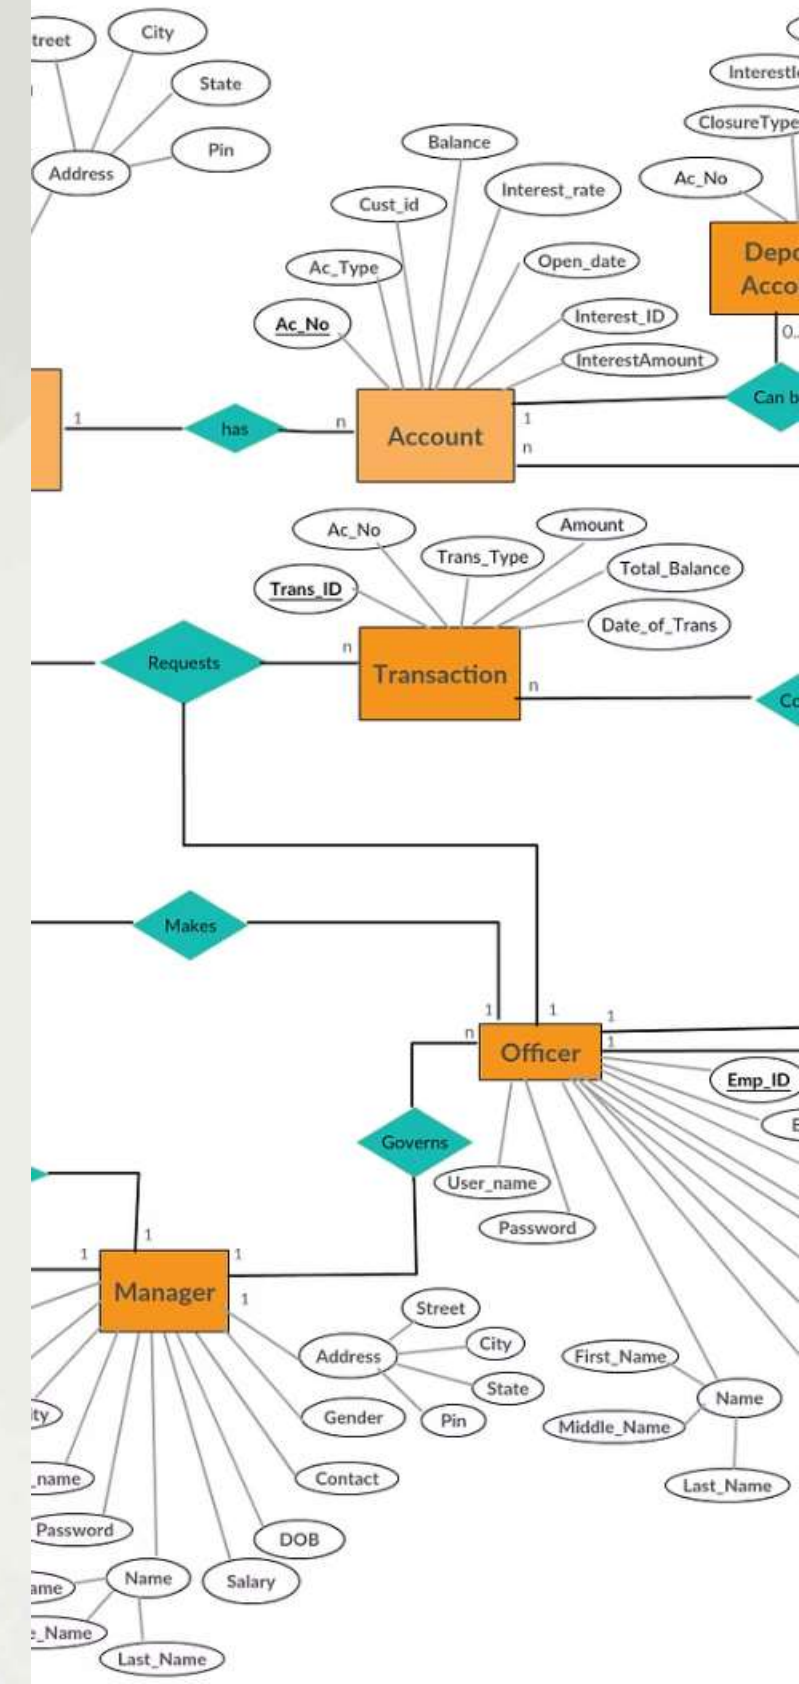 City
State
Pin
Address
Balance
Interest_rate
Cust_id
Ac_Type
Open_date
Ac_No
Interest_ID
InterestAmount
Ac_No
1
has
n
Account
1
n
Ac_No
Trans_Type
Amount
Trans_ID
Total_Balance
Date_of_Trans
Requests
n
Transaction
n
Makes
1
1
1
n
1
Officer
Emp_ID
Governs
User_name
Password
1
1
1
Manager
1
Street
Address
City
State
Gender
Pin
First_Name
Name
Middle_Name
Contact
Last_Name
Password
DOB
Name
Salary
Last_Name